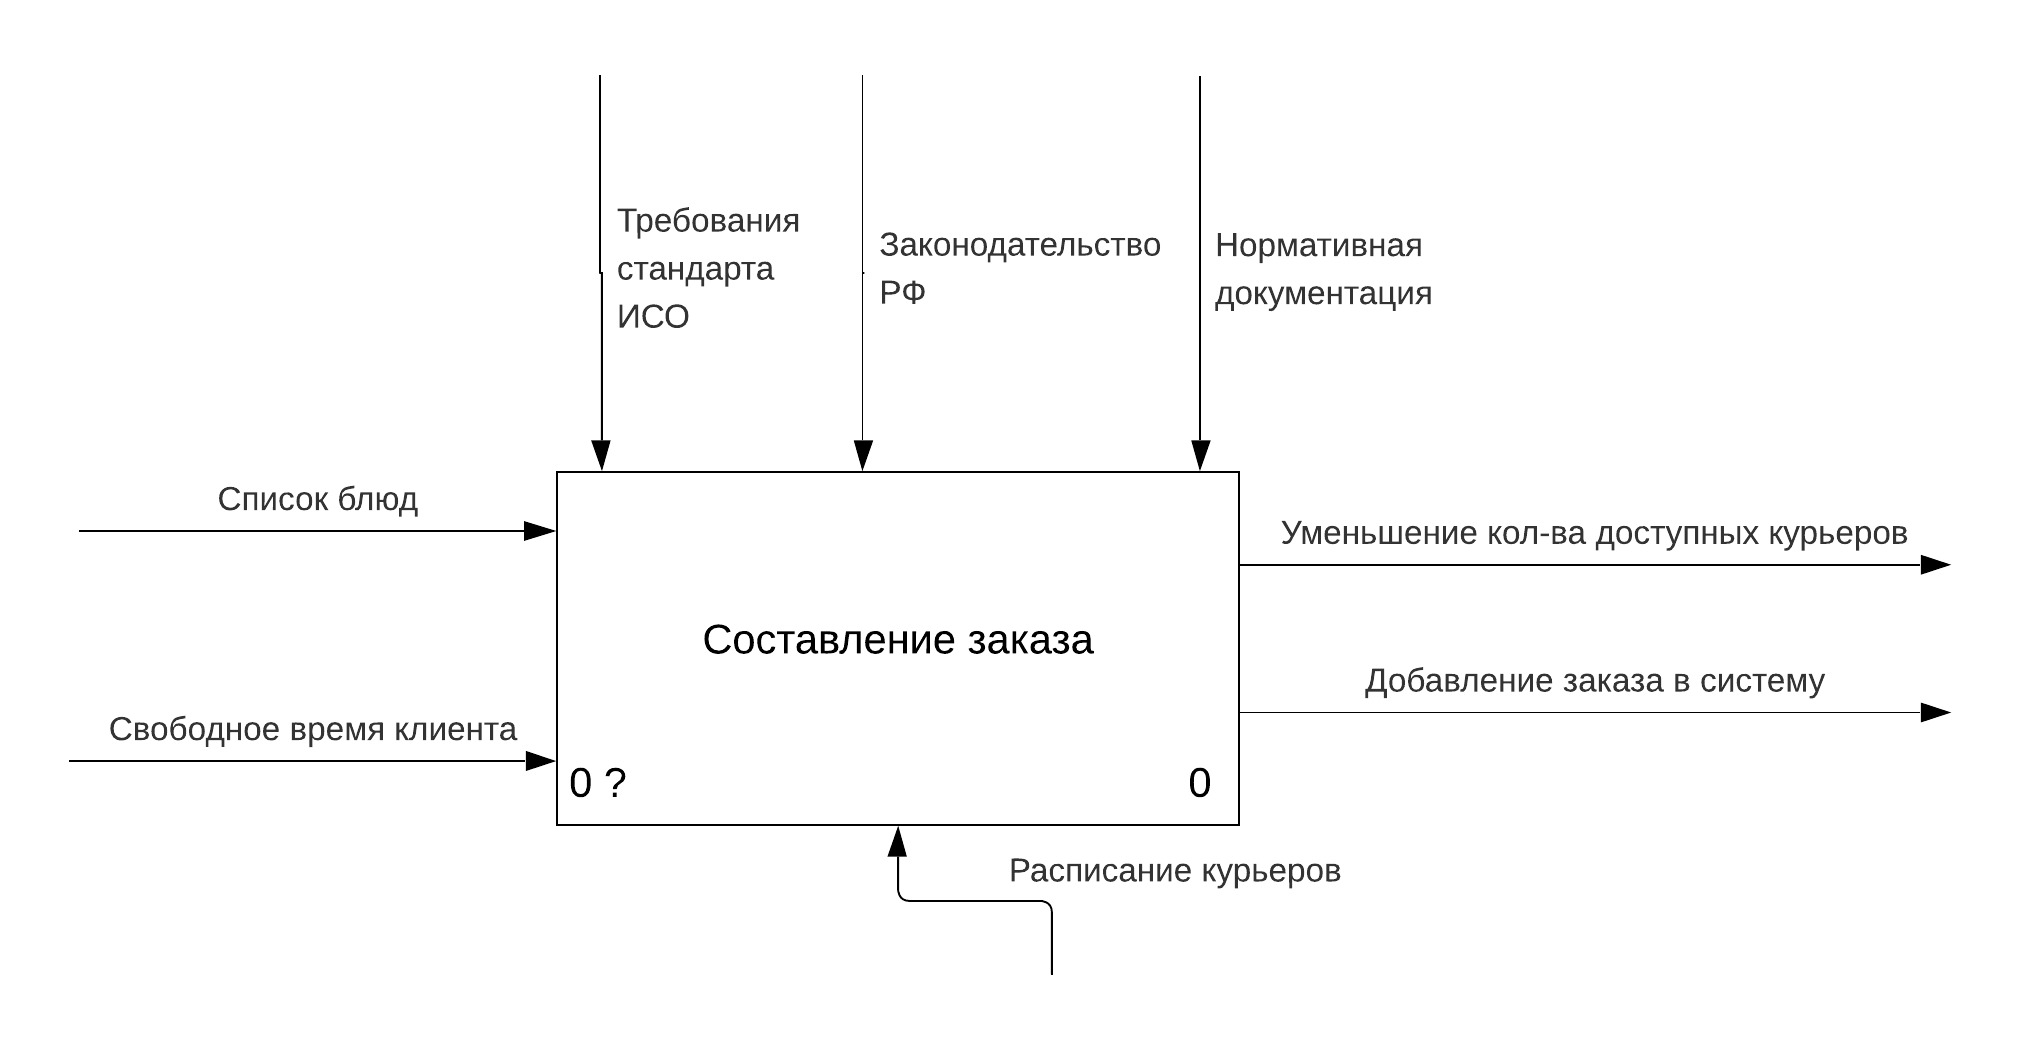 Требования
стандарта
ИСО
Законодательство
РФ
Нормативная
документация
Список блюд
Уменьшение кол-ва доступных курьеров
Составление заказа
Добавление заказа в систему
Свободное время клиента
0 ?
0
Расписание курьеров